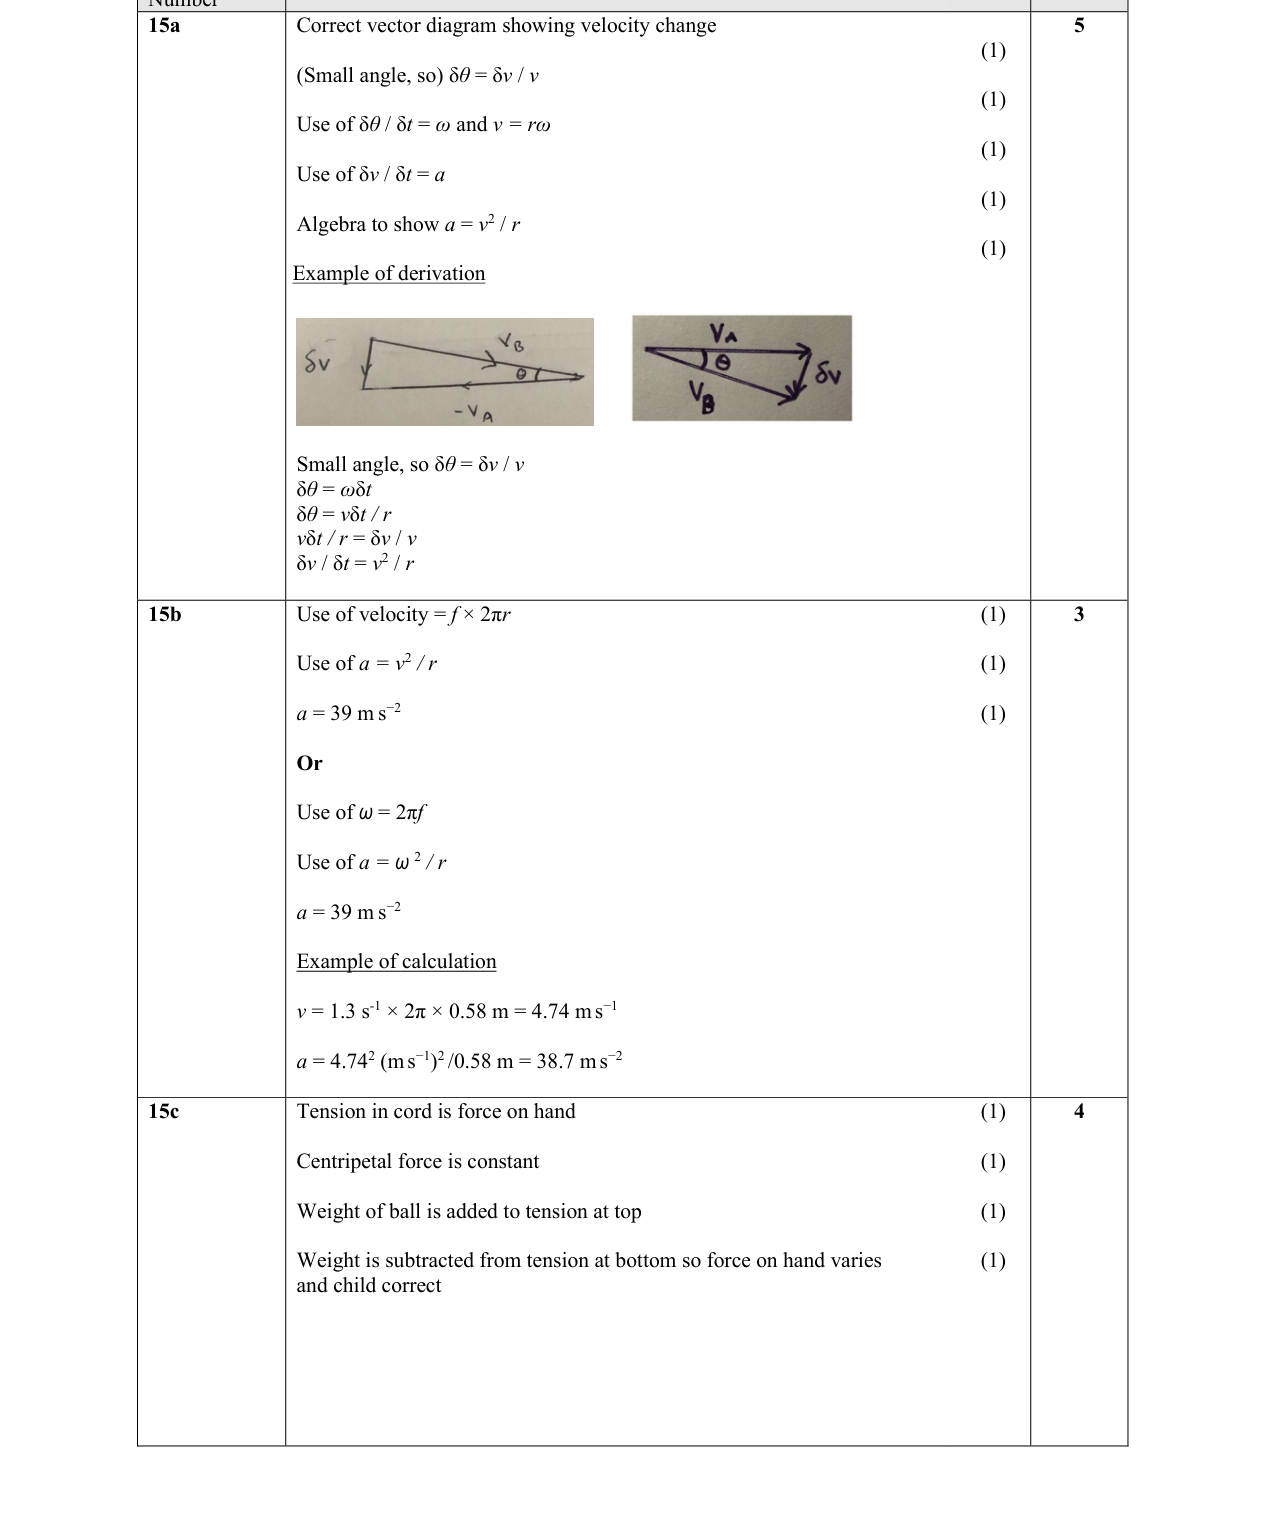 Number
15a Correct vector diagram showing velocity change 5
(1)
(Small angle, so) δθ = δv / v
(1)
Use of δθ / δt = ω and v = rω
(1)
Use of δv / δt = a
(1)
Algebra to show a = v² / r
(1)
Example of derivation
δv V_B θ -V_A
V_A θ V_B δv
Small angle, so δθ = δv / v
δθ = ωδt
δθ = vδt / r
vδt / r = δv / v
δv / δt = v² / r
15b Use of velocity = f × 2πr (1) 3
Use of a = v² / r (1)
a = 39 m s⁻² (1)
Or
Use of ω = 2πf
Use of a = ω ² / r
a = 39 m s⁻²
Example of calculation
v = 1.3 s⁻¹ × 2π × 0.58 m = 4.74 m s⁻¹
a = 4.74² (m s⁻¹)² /0.58 m = 38.7 m s⁻²
15c Tension in cord is force on hand (1) 4
Centripetal force is constant (1)
Weight of ball is added to tension at top (1)
Weight is subtracted from tension at bottom so force on hand varies (1)
and child correct